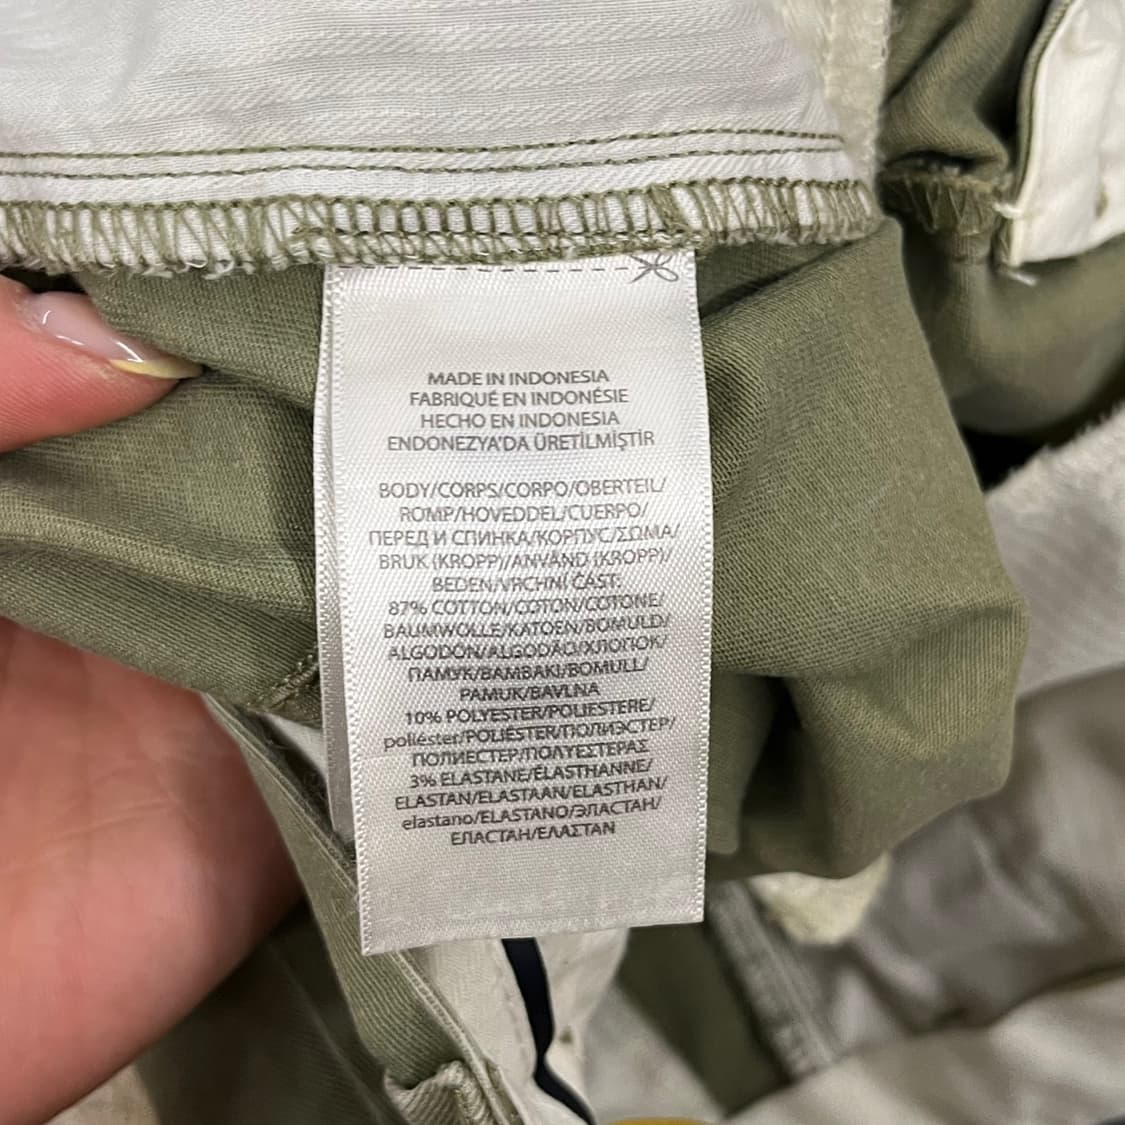 MADE IN INDONESIA
FABRIQUÉ EN INDONÉSIE
HECHO EN INDONESIA
ENDONEZYA'DA ÜRETİLMİŞTİR
BODY/CORPS/CORPO/OBERTEIL/
ROMP/HOVEDDEL/CUERPO/
ПЕРЕД И СПИНКА/КОРПУС/ΣΩΜΑ/
BRUK (KROPP)/ANVÄND (KROPP)/
BEDEN/VRCHNÍ ČÁST:
87% COTTON/COTON/COTONE/
BAUMWOLLE/KATOEN/BOMULD/
ALGODÓN/ALGODÃO/ХЛОПОК/
ПАМУК/ΒΑΜΒΑΚΙ/BOMULL/
PAMUK/BAVLNA
10% POLYESTER/POLIESTERE/
poliéster/POLIÉSTER/ПОЛИЭСТЕР/
ПОЛИЕСТЕР/ΠΟΛΥΕΣΤΕΡΑΣ
3% ELASTANE/ÉLASTHANNE/
ELASTAN/ELASTAAN/ELASTHAN/
elastano/ELASTANO/ЭЛАСТАН/
ЕЛАСТАН/ΕΛΑΣΤΑΝ